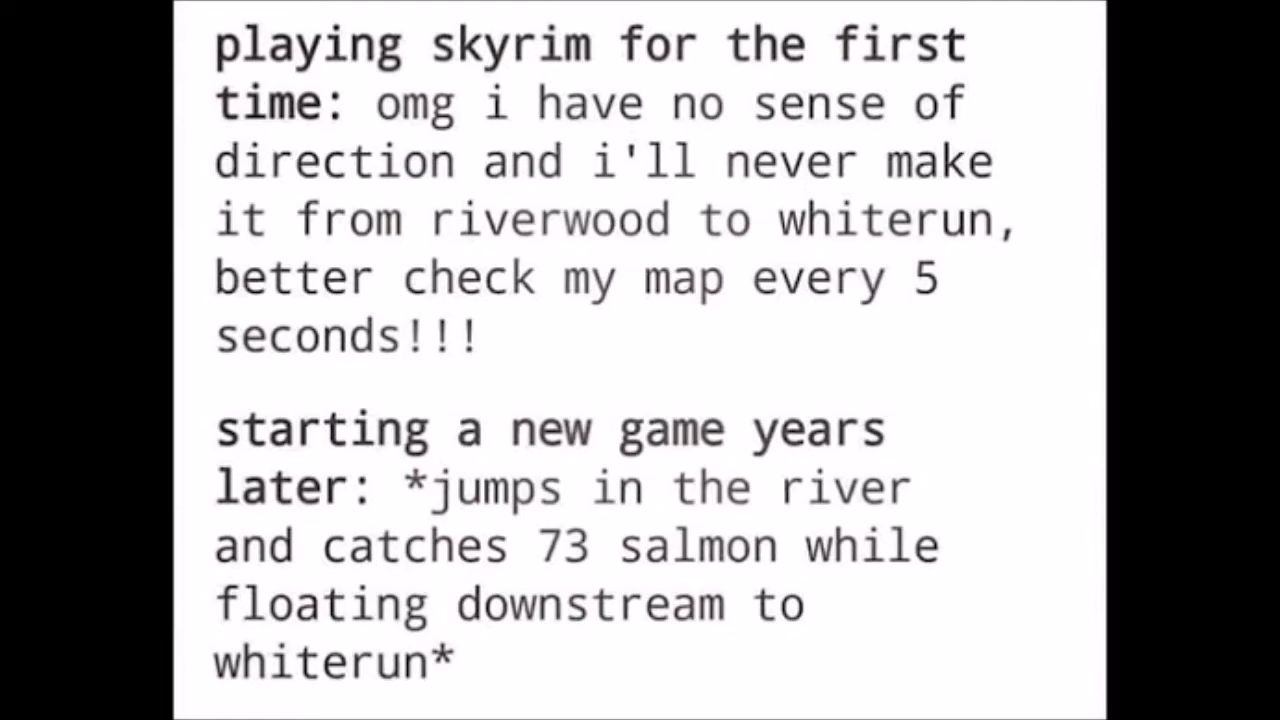 playing skyrim for the first
time: omg i have no sense of
direction and i'll never make
it from riverwood to whiterun,
better check my map every 5
seconds!!!
starting a new game years
later: *jumps in the river
and catches 73 salmon while
floating downstream to
whiterun*